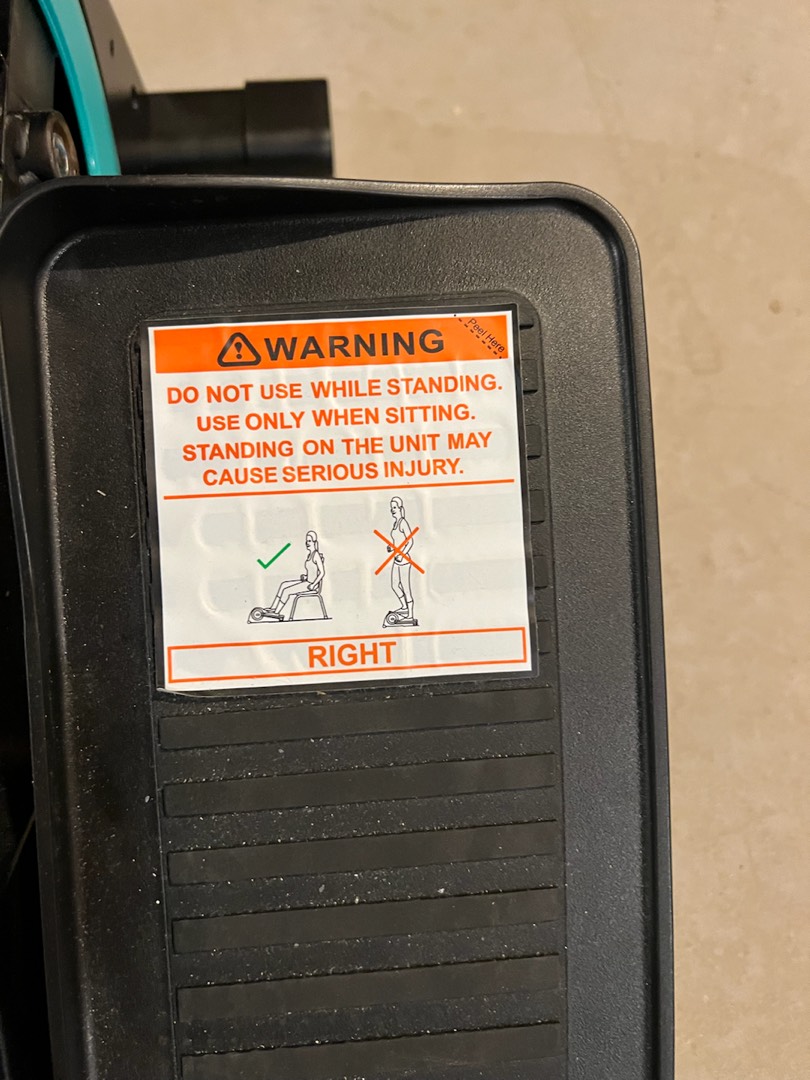 WARNING
Peel Here
DO NOT USE WHILE STANDING.
USE ONLY WHEN SITTING.
STANDING ON THE UNIT MAY
CAUSE SERIOUS INJURY.
RIGHT